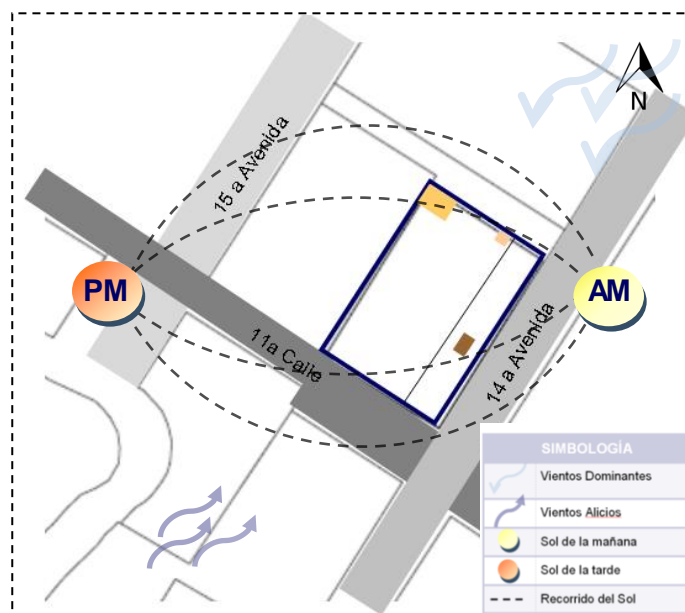 N
15 a Avenida
PM
AM
11a Calle
14 a Avenida
SIMBOLOGÍA
Vientos Dominantes
Vientos Alicios
Sol de la mañana
Sol de la tarde
Recorrido del Sol